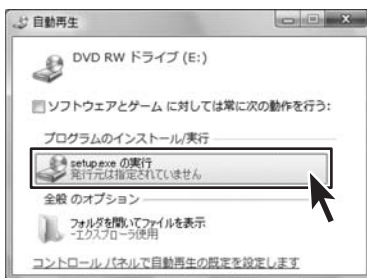 自動再生
DVD RW ドライブ (E:)
ソフトウェアとゲーム に対しては常に次の動作を行う:
プログラムのインストール/実行
setup.exe の実行
発行元は指定されていません
全般 のオプション
フォルダを開いてファイルを表示
-エクスプローラ使用
コントロール パネルで自動再生の既定を設定します